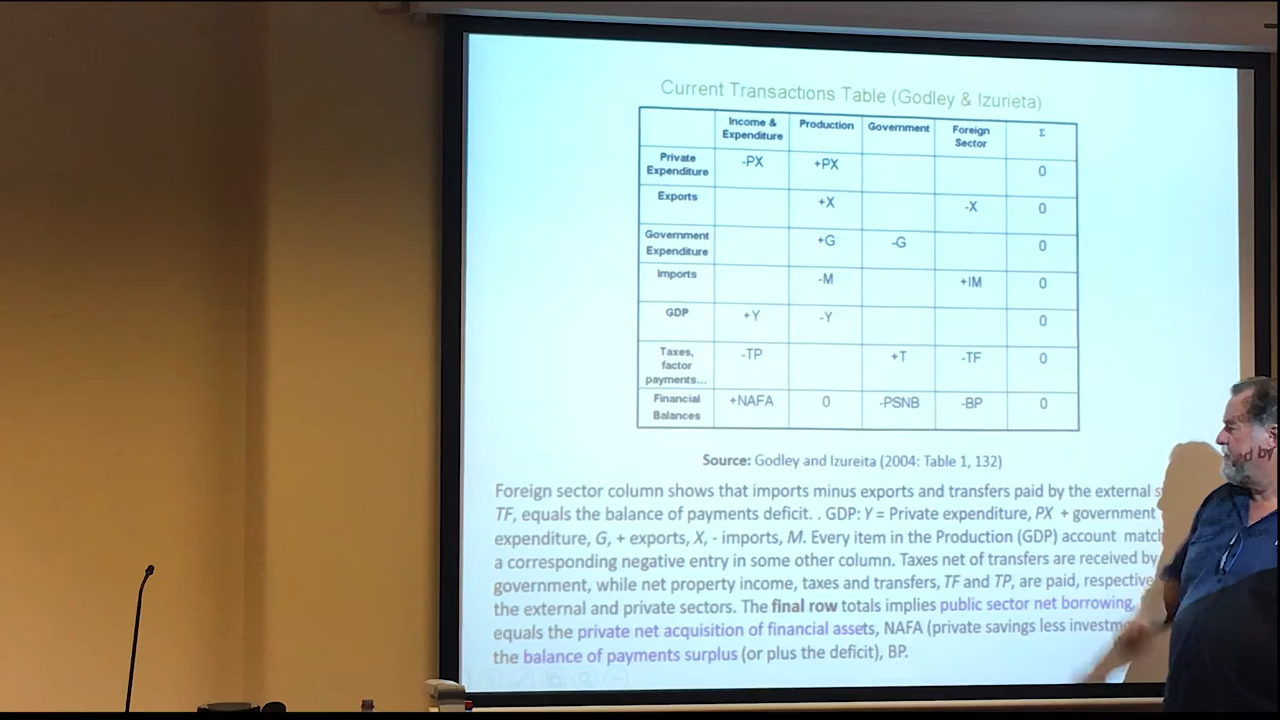 Current Transactions Table (Godley & Izurieta)
Income & Expenditure Production Government Foreign Sector Σ
Private Expenditure -PX +PX 0
Exports +X -X 0
Government Expenditure +G -G 0
Imports -M +IM 0
GDP +Y -Y 0
Taxes, factor payments... -TP +T -TF 0
Financial Balances +NAFA 0 -PSNB -BP 0
Source: Godley and Izureita (2004: Table 1, 132)
Foreign sector column shows that imports minus exports and transfers paid by the external
TF, equals the balance of payments deficit. . GDP: Y = Private expenditure, PX + government
expenditure, G, + exports, X, - imports, M. Every item in the Production (GDP) account
a corresponding negative entry in some other column. Taxes net of transfers are received by
government, while net property income, taxes and transfers, TF and TP, are paid,
the external and private sectors. The final row totals implies public sector net borrowing,
equals the private net acquisition of financial assets, NAFA (private savings less
the balance of payments surplus (or plus the deficit), BP.